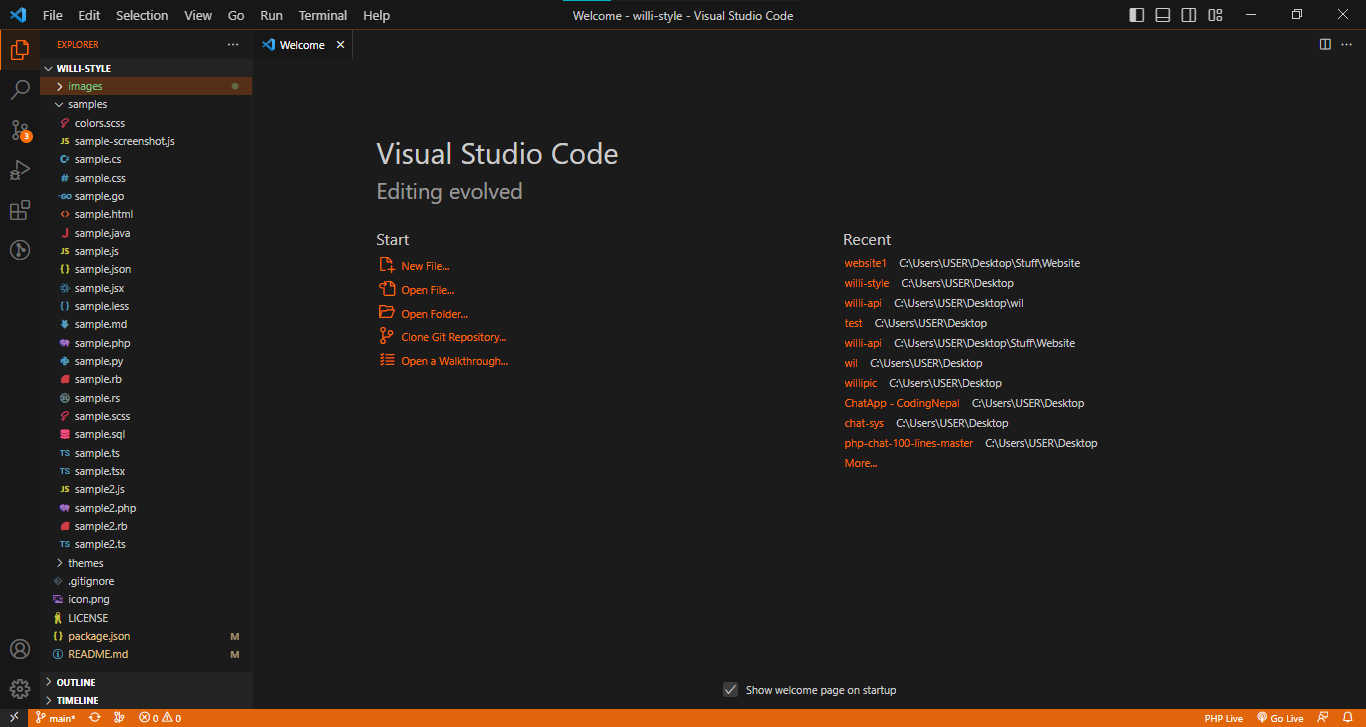 File Edit Selection View Go Run Terminal Help
Welcome - willi-style - Visual Studio Code
EXPLORER
Welcome
WILLI-STYLE
images
samples
colors.scss
JS sample-screenshot.js
sample.cs
sample.css
GO sample.go
sample.html
sample.java
JS sample.js
sample.json
sample.jsx
sample.less
sample.md
sample.php
sample.py
sample.rb
sample.rs
sample.scss
sample.sql
TS sample.ts
TS sample.tsx
JS sample2.js
sample2.php
sample2.rb
TS sample2.ts
themes
.gitignore
icon.png
LICENSE
package.json M
README.md M
OUTLINE
TIMELINE
3
Visual Studio Code
Editing evolved
Start
New File...
Open File...
Open Folder...
Clone Git Repository...
Open a Walkthrough...
Recent
website1 C:\Users\USER\Desktop\Stuff\Website
willi-style C:\Users\USER\Desktop
willi-api C:\Users\USER\Desktop\wil
test C:\Users\USER\Desktop
willi-api C:\Users\USER\Desktop\Stuff\Website
wil C:\Users\USER\Desktop
willipic C:\Users\USER\Desktop
ChatApp - CodingNepal C:\Users\USER\Desktop
chat-sys C:\Users\USER\Desktop
php-chat-100-lines-master C:\Users\USER\Desktop
More...
Show welcome page on startup
main* 0 0 PHP Live Go Live